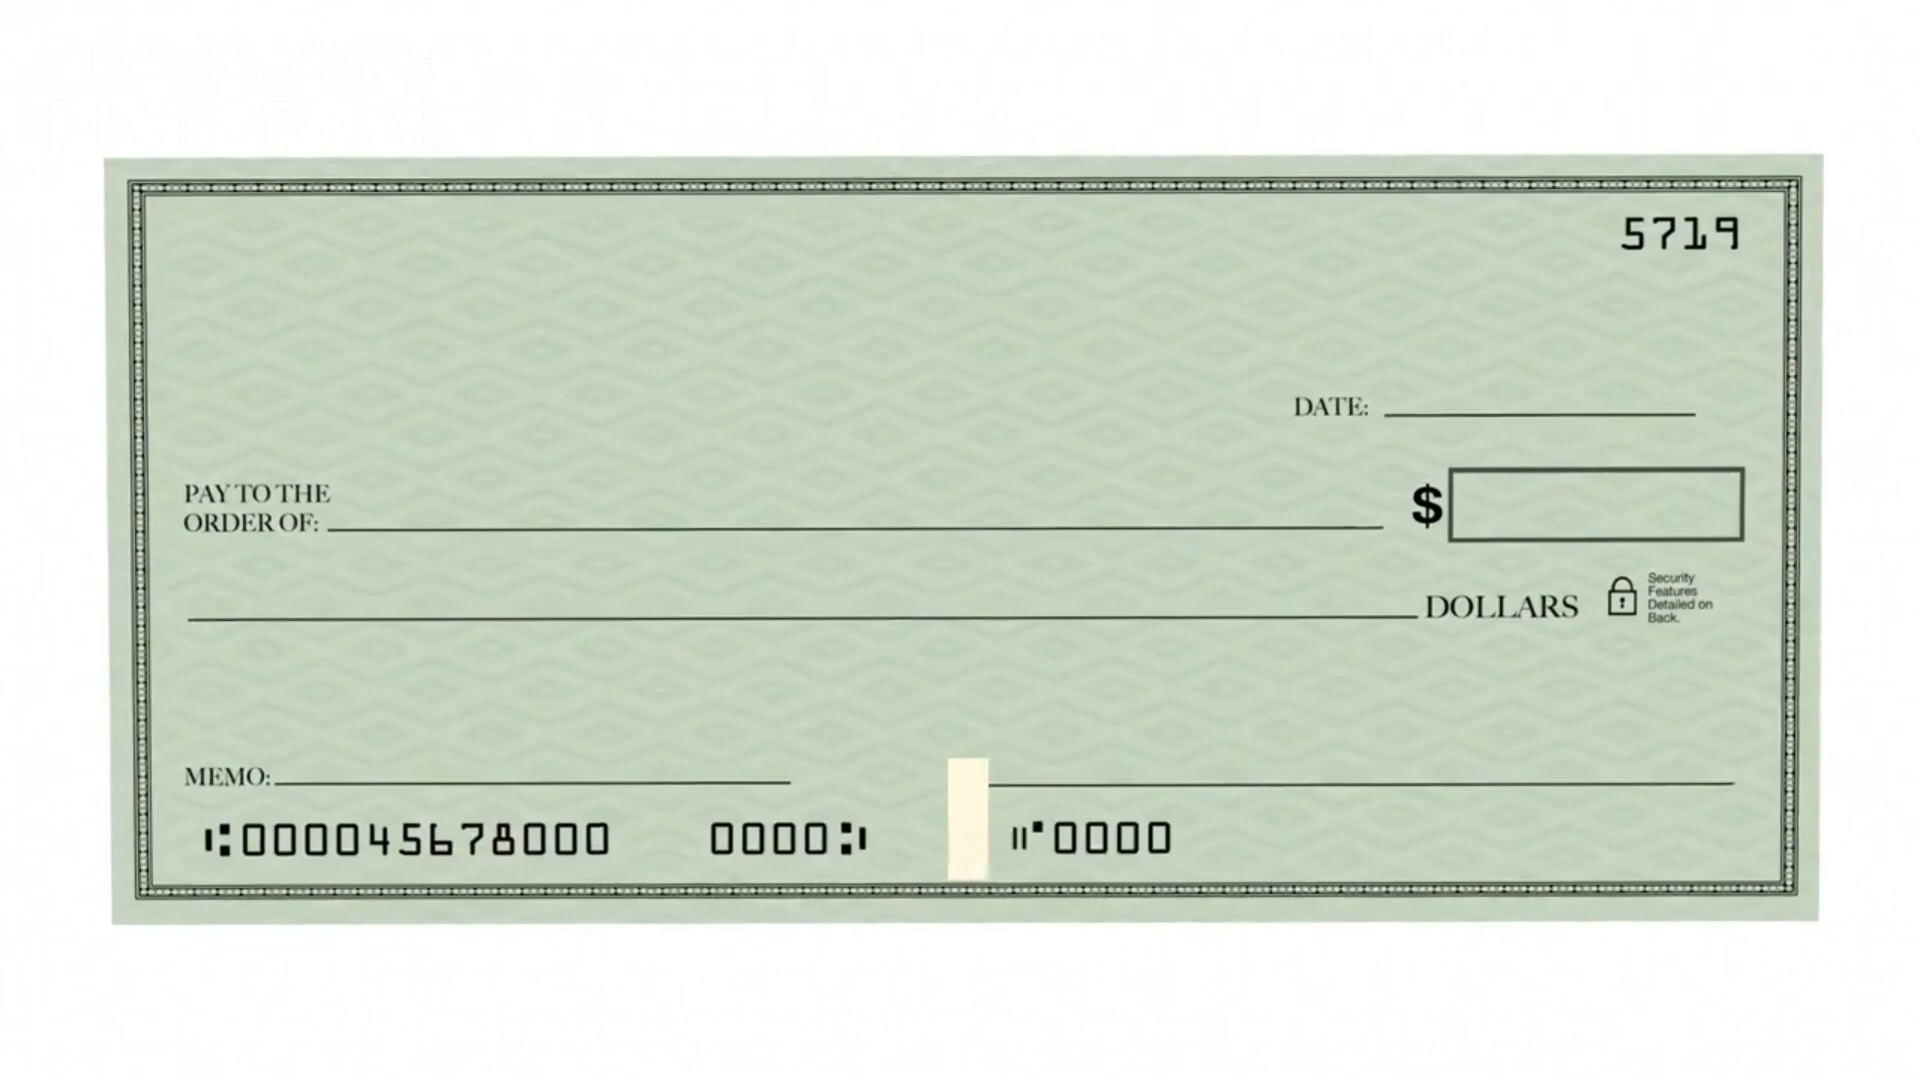 5719
DATE:
PAY TO THE
ORDER OF:
$
DOLLARS
Security
Features
Detailed on
Back.
MEMO:
⑆000045678000 0000⑆ ⑈0000